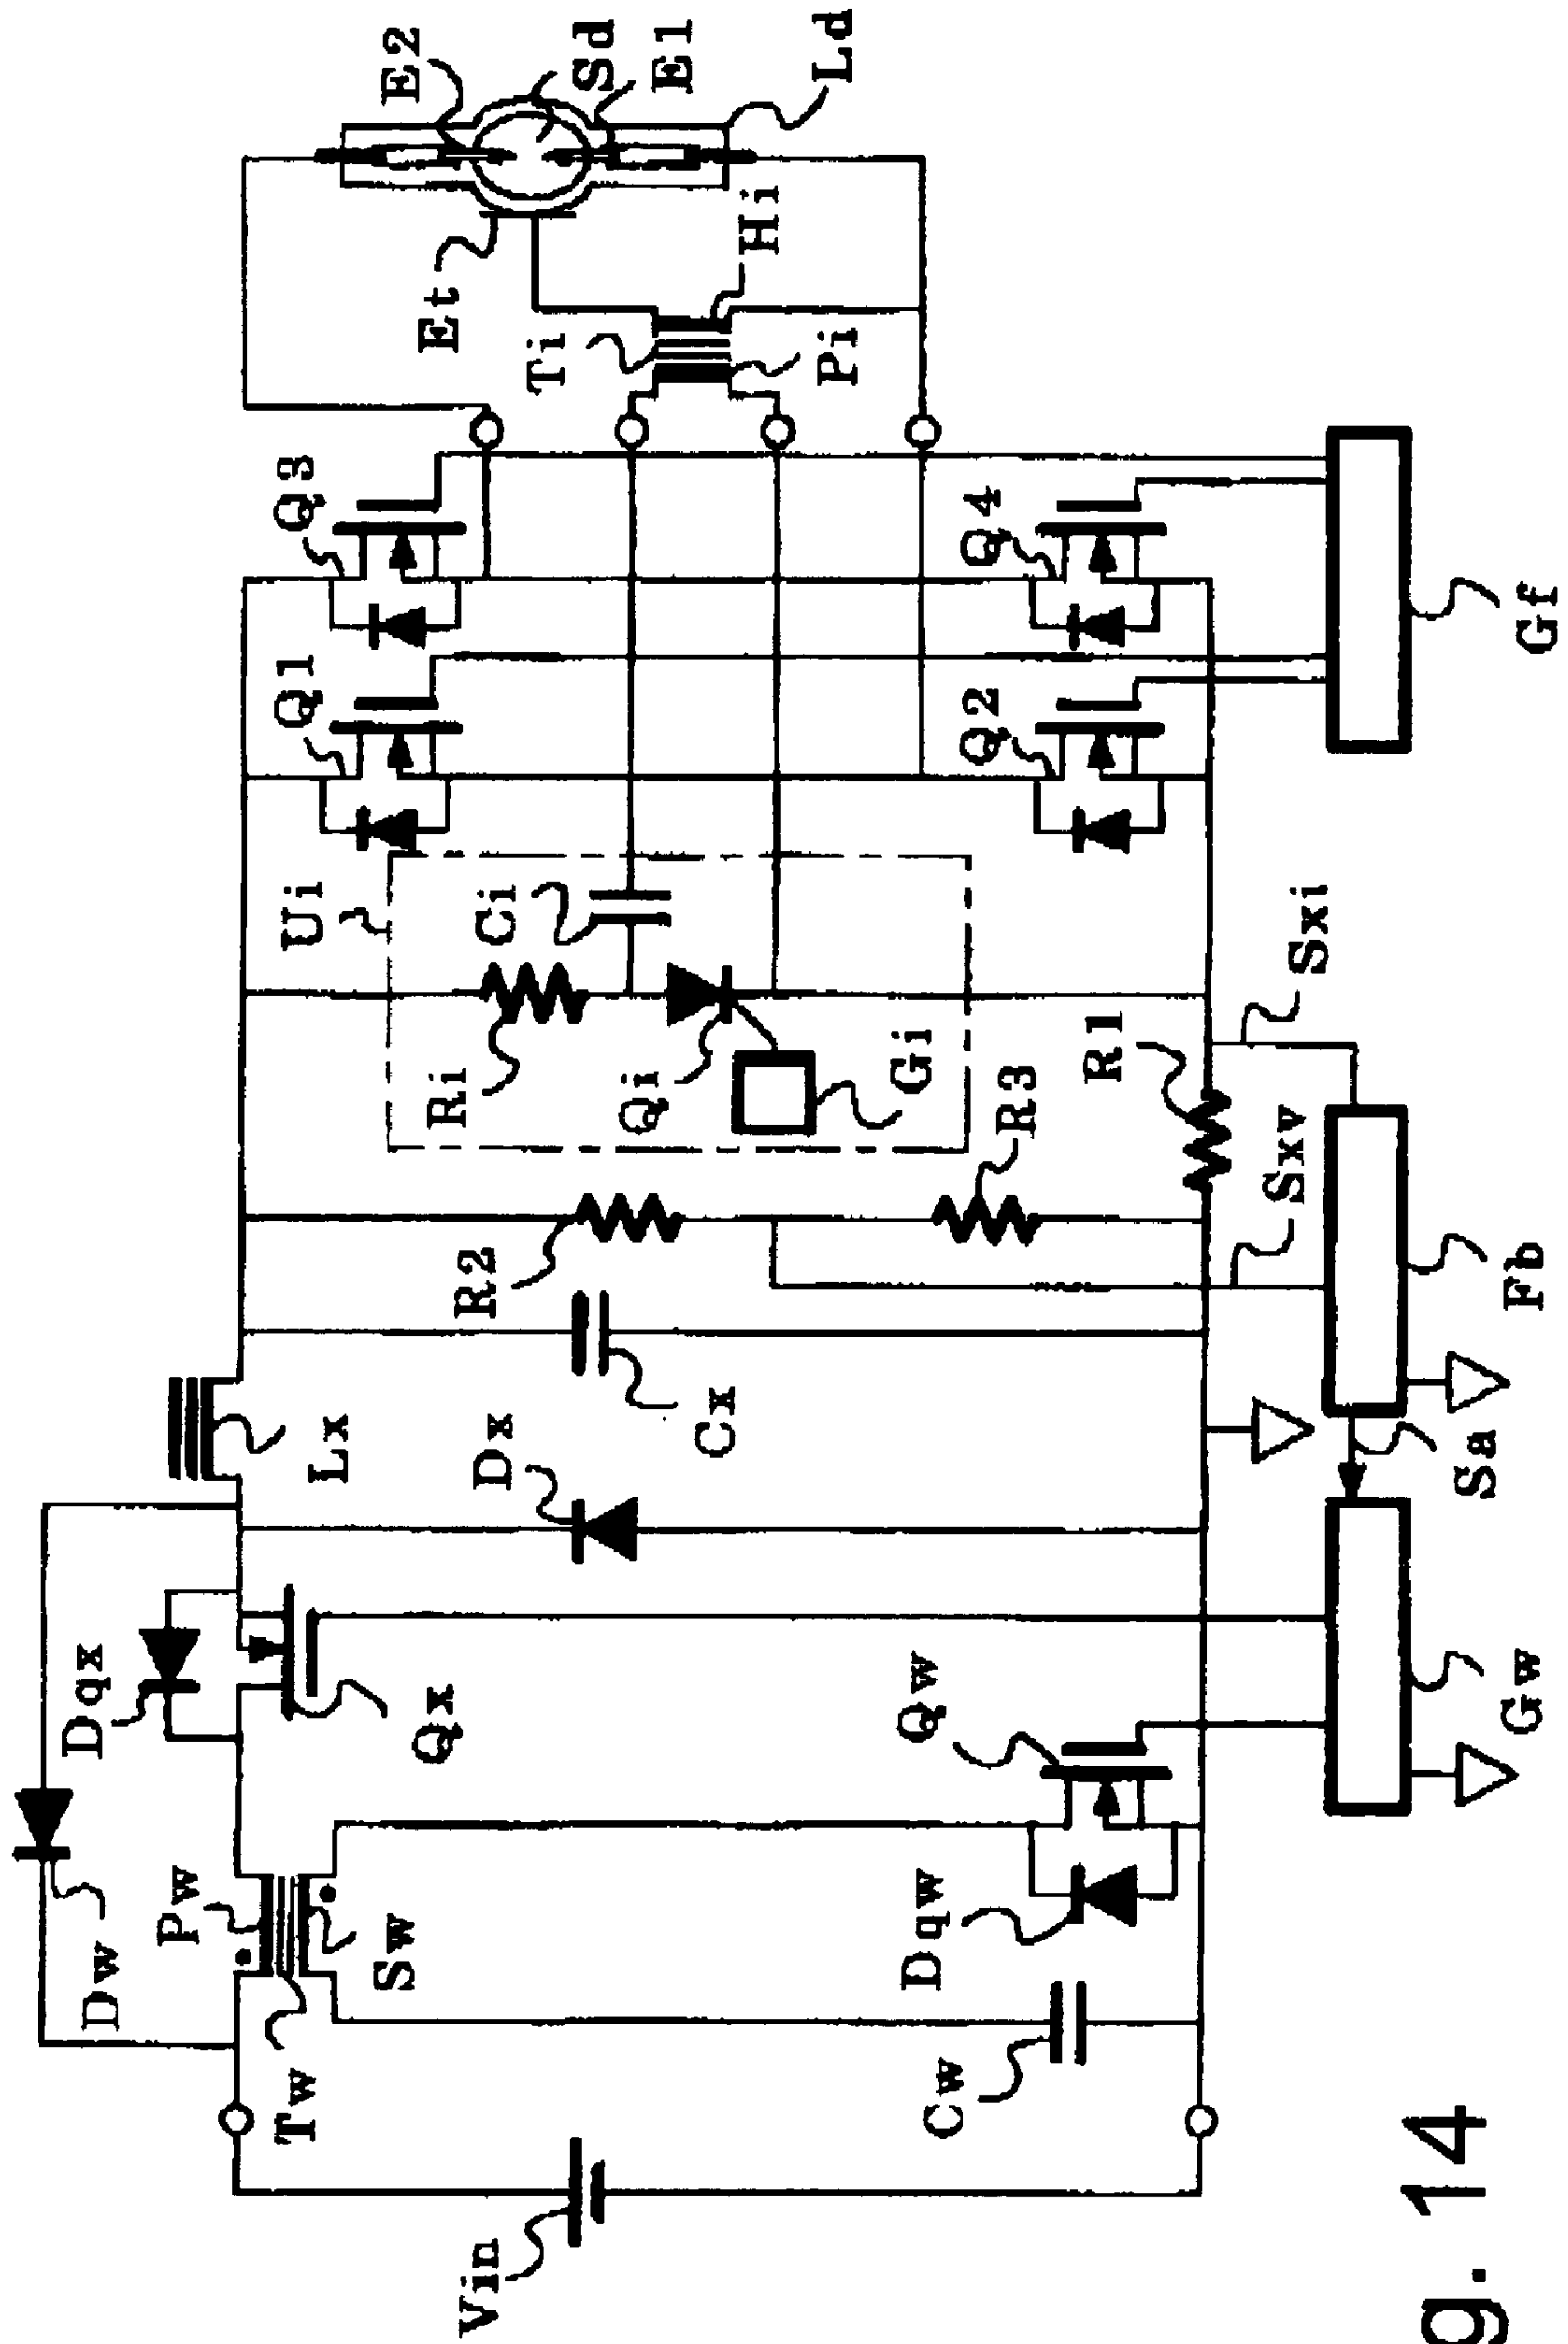 Dw
Dqx
Pw
Lx
Tw
Sw
Qx
Dx
Vin
R2
Cx
Ri
Ui
Ci
Qi
Q1
Q3
Et
E2
Ti
Sd
E1
Hi
Pi
Ld
Cw
Dqw
Qw
Gi
R3
R1
Q2
Q4
Sxv
Sxi
Sa
Gw
Fb
Gf
g. 14